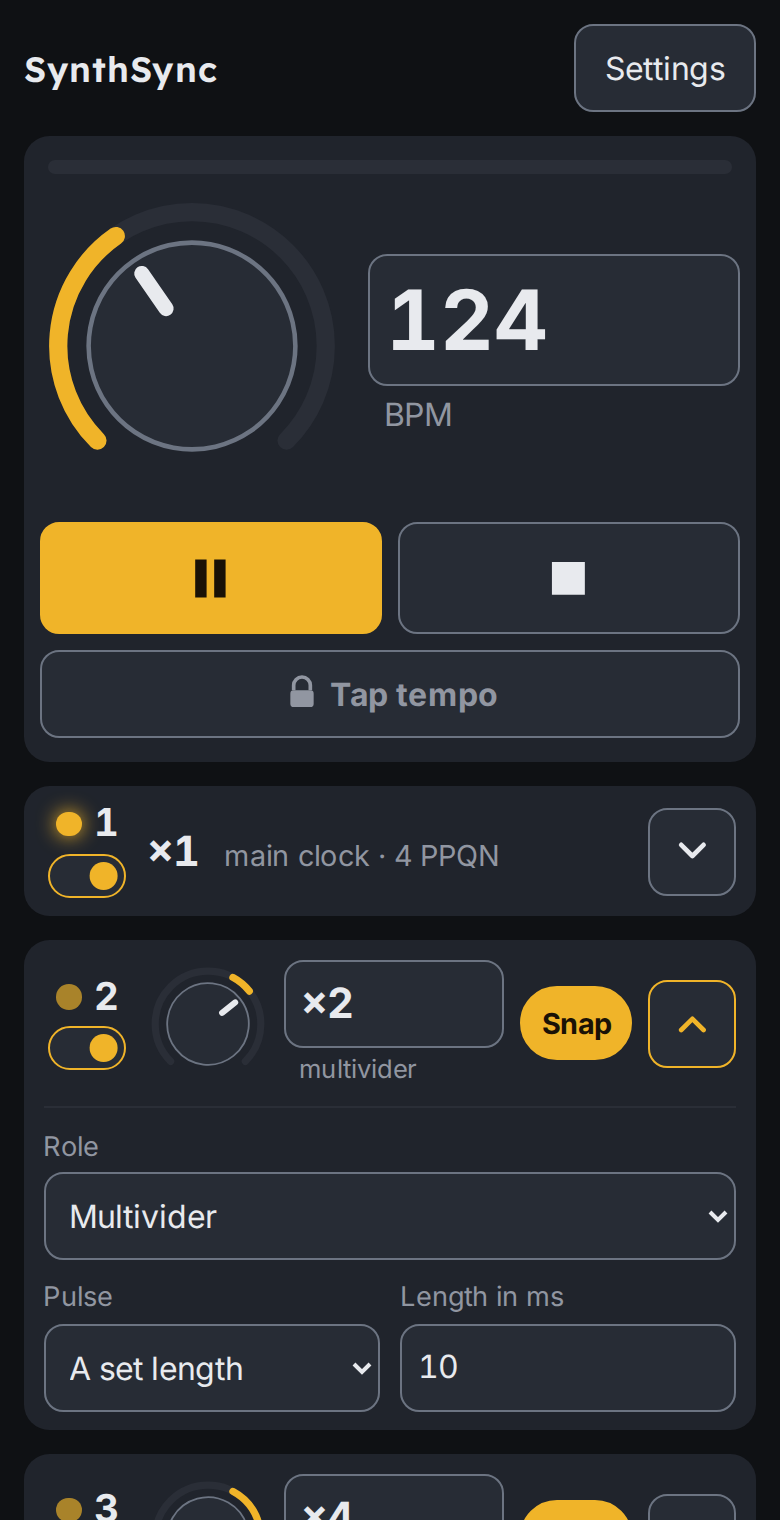 SynthSync
Settings
124
BPM
Tap tempo
1
×1
main clock · 4 PPQN
2
×2
multivider
Snap
Role
Multivider
Pulse
Length in ms
A set length
10
3
×4